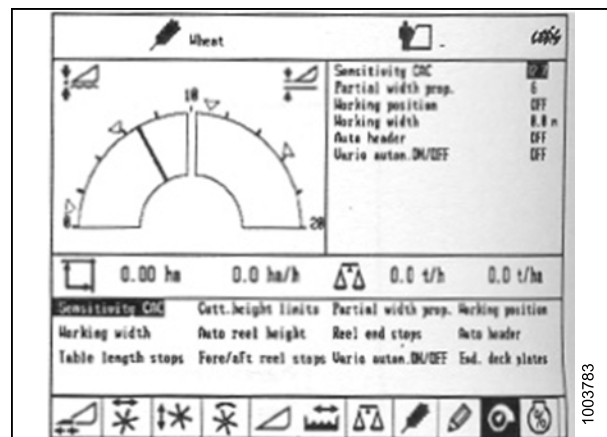 Wheat
Sensitivity CAC
Partial width prop. 6
Working position OFF
Working width 0.0 m
Auto header OFF
Vario autom.ON/OFF OFF
10
0
20
0.00 ha 0.0 ha/h 0.0 t/h 0.0 t/ha
Sensitivity CAC Cutt.height limits Partial width prop. Working position
Working width Auto reel height Reel end stops Auto header
Table length stops Fore/aft reel stops Vario autom.ON/OFF End. deck plates
1003783